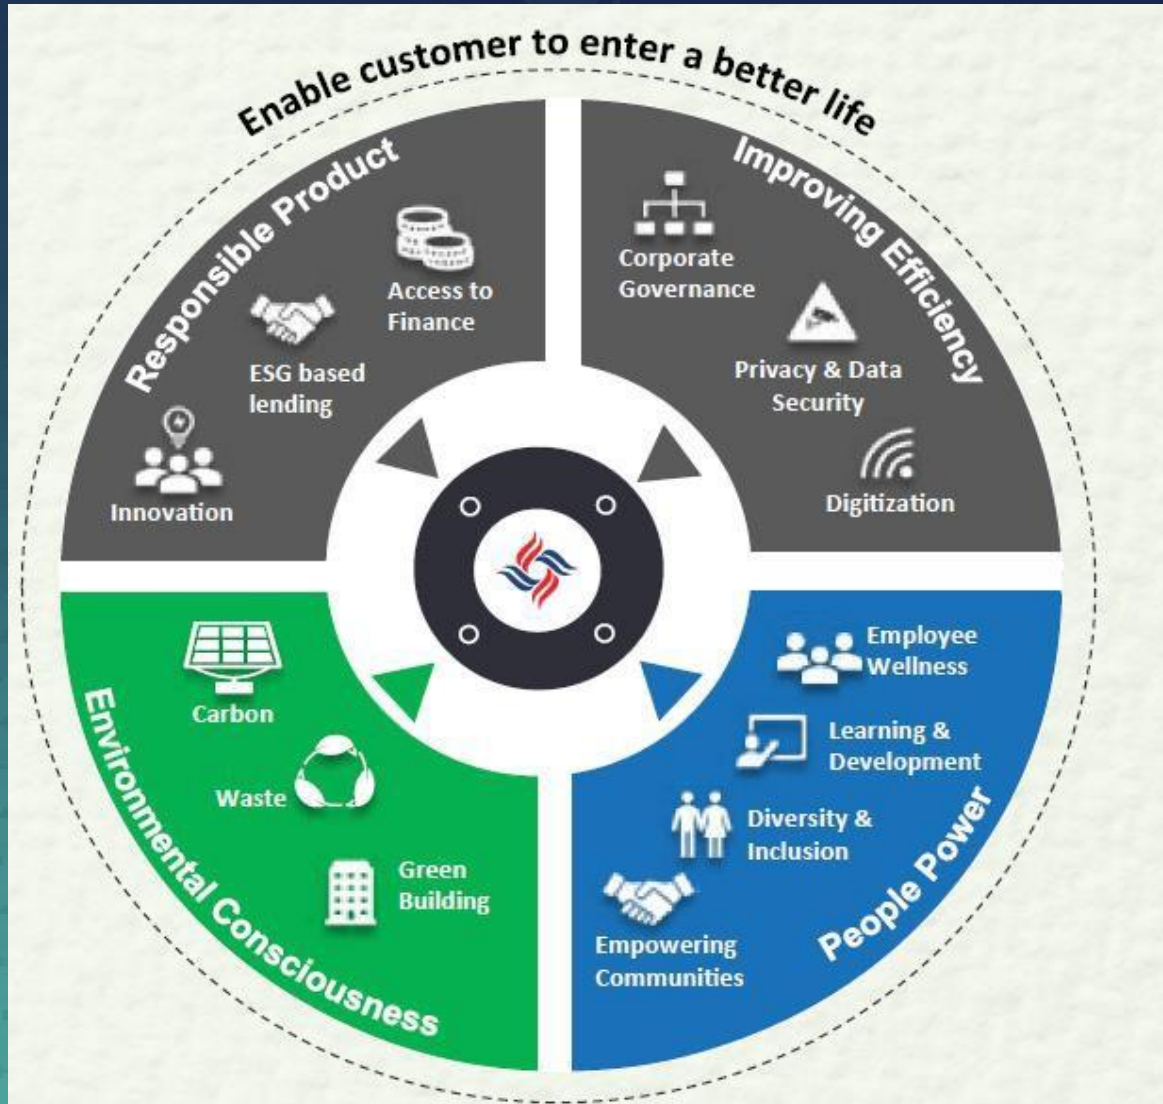 Enable customer to enter a better life
Responsible Product
Access to
Finance
ESG based
lending
Innovation
Improving Efficiency
Corporate
Governance
Privacy & Data
Security
Digitization
Environmental Consciousness
Carbon
Waste
Green
Building
People Power
Employee
Wellness
Learning &
Development
Diversity &
Inclusion
Empowering
Communities